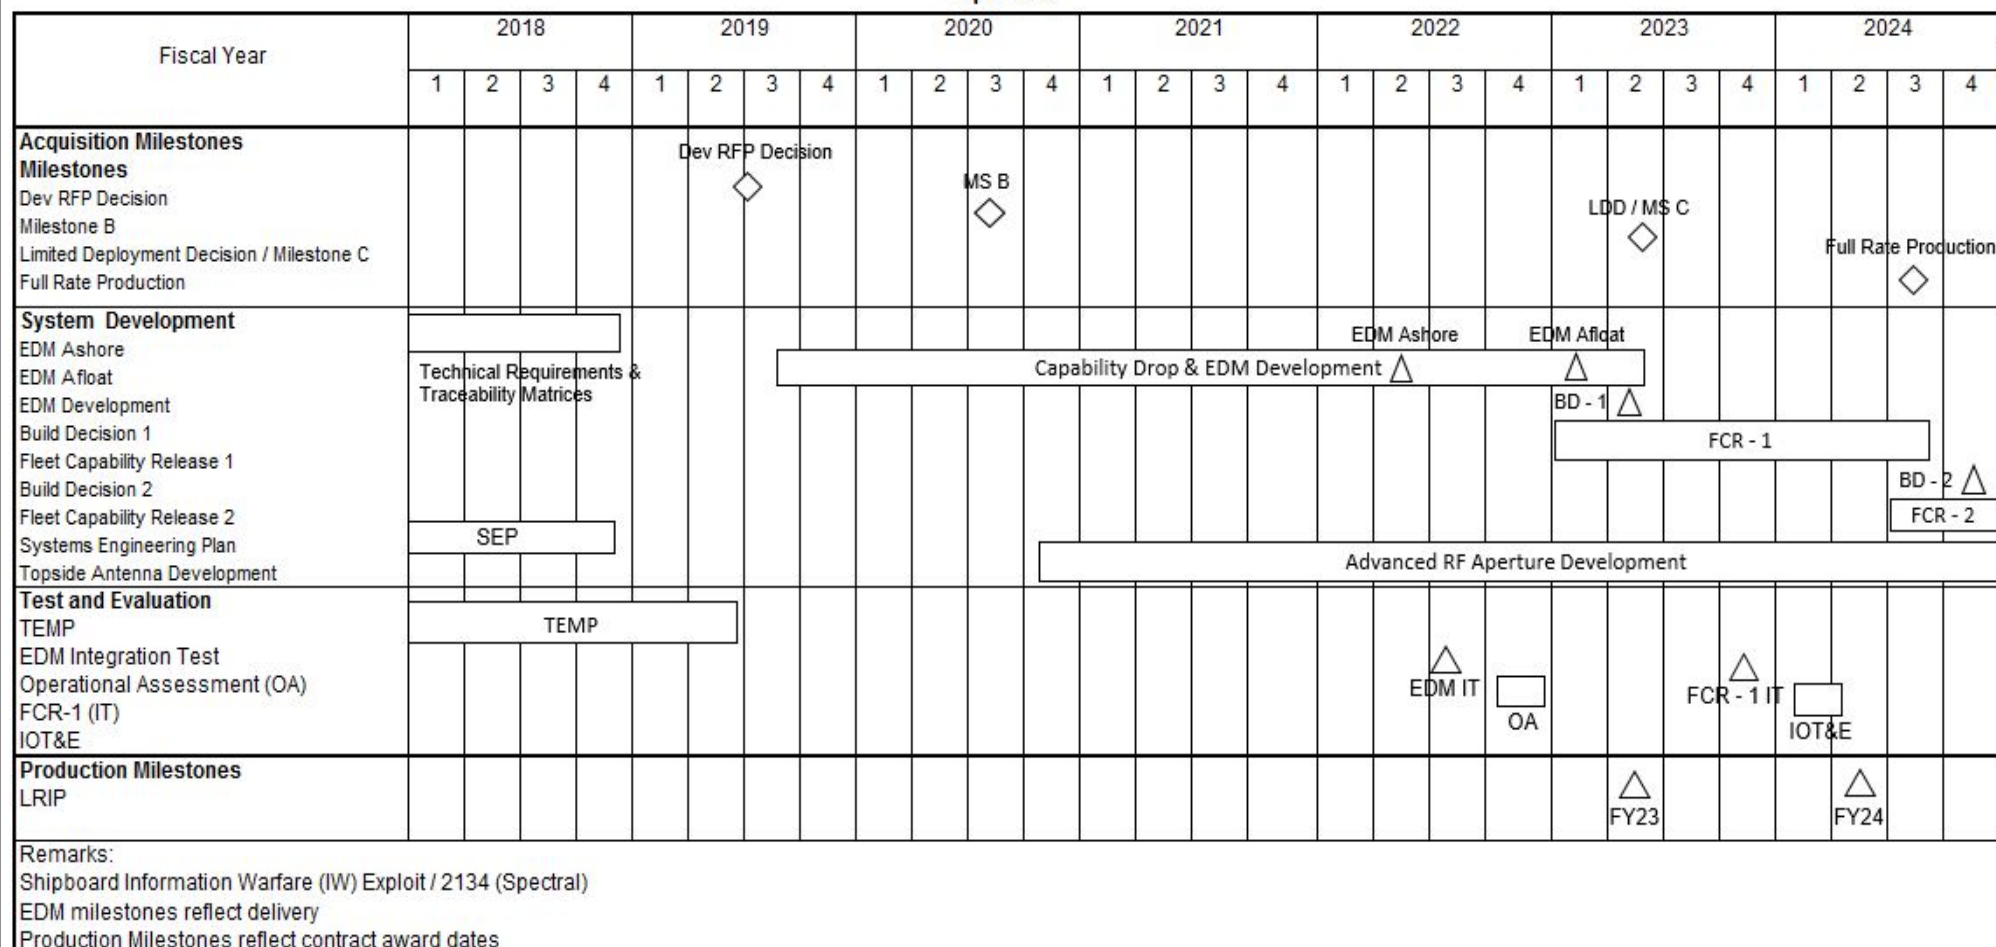 Fiscal Year
2018 2019 2020 2021 2022 2023 2024
1 2 3 4 1 2 3 4 1 2 3 4 1 2 3 4 1 2 3 4 1 2 3 4 1 2 3 4
Acquisition Milestones
Milestones
Dev RFP Decision
Milestone B
Limited Deployment Decision / Milestone C
Full Rate Production
Dev RFP Decision
MS B
LDD / MS C
Full Rate Production
System Development
EDM Ashore
EDM Afloat
EDM Development
Build Decision 1
Fleet Capability Release 1
Build Decision 2
Fleet Capability Release 2
Systems Engineering Plan
Topside Antenna Development
Technical Requirements &
Traceability Matrices
EDM Ashore
EDM Afloat
Capability Drop & EDM Development
BD - 1
FCR - 1
BD - 2
FCR - 2
SEP
Advanced RF Aperture Development
Test and Evaluation
TEMP
EDM Integration Test
Operational Assessment (OA)
FCR-1 (IT)
IOT&E
TEMP
EDM IT
OA
FCR - 1 IT
IOT&E
Production Milestones
LRIP
FY23
FY24
Remarks:
Shipboard Information Warfare (IW) Exploit / 2134 (Spectral)
EDM milestones reflect delivery
Production Milestones reflect contract award dates